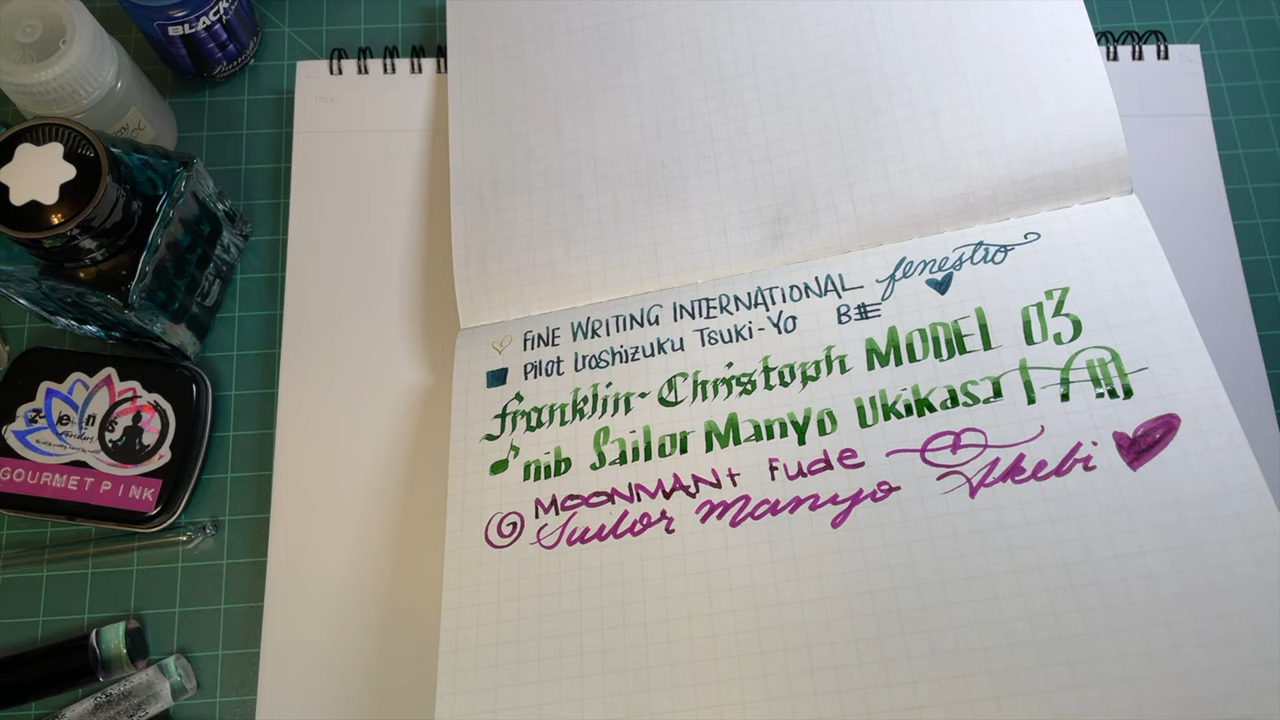 BLACK
TITLE:
FINE WRITING INTERNATIONAL fenestro
Pilot Iroshizuku Tsuki-Yo B
Franklin-Christoph MODEL 03
nib Sailor Manyo Ukikasa
MOONMAN Fude
Sailor Manyo Akebi
zens
GOURMET PINK